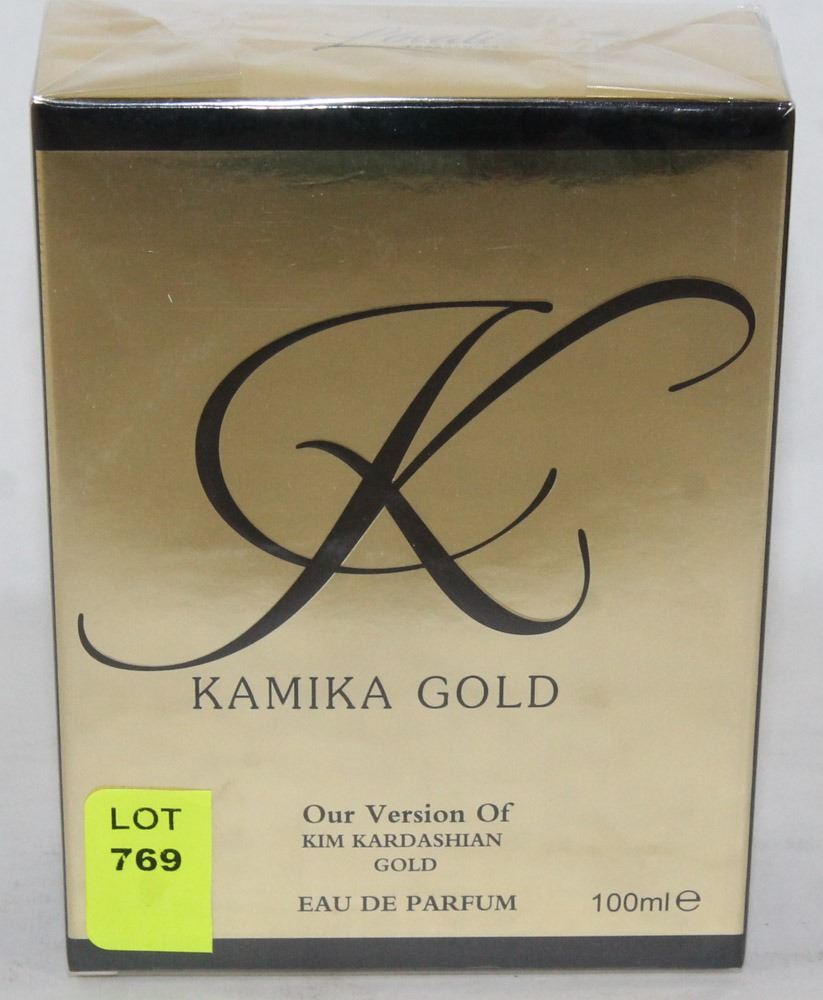 K
KAMIKA GOLD
Our Version Of
KIM KARDASHIAN
GOLD
EAU DE PARFUM
100ml ℮
LOT
769